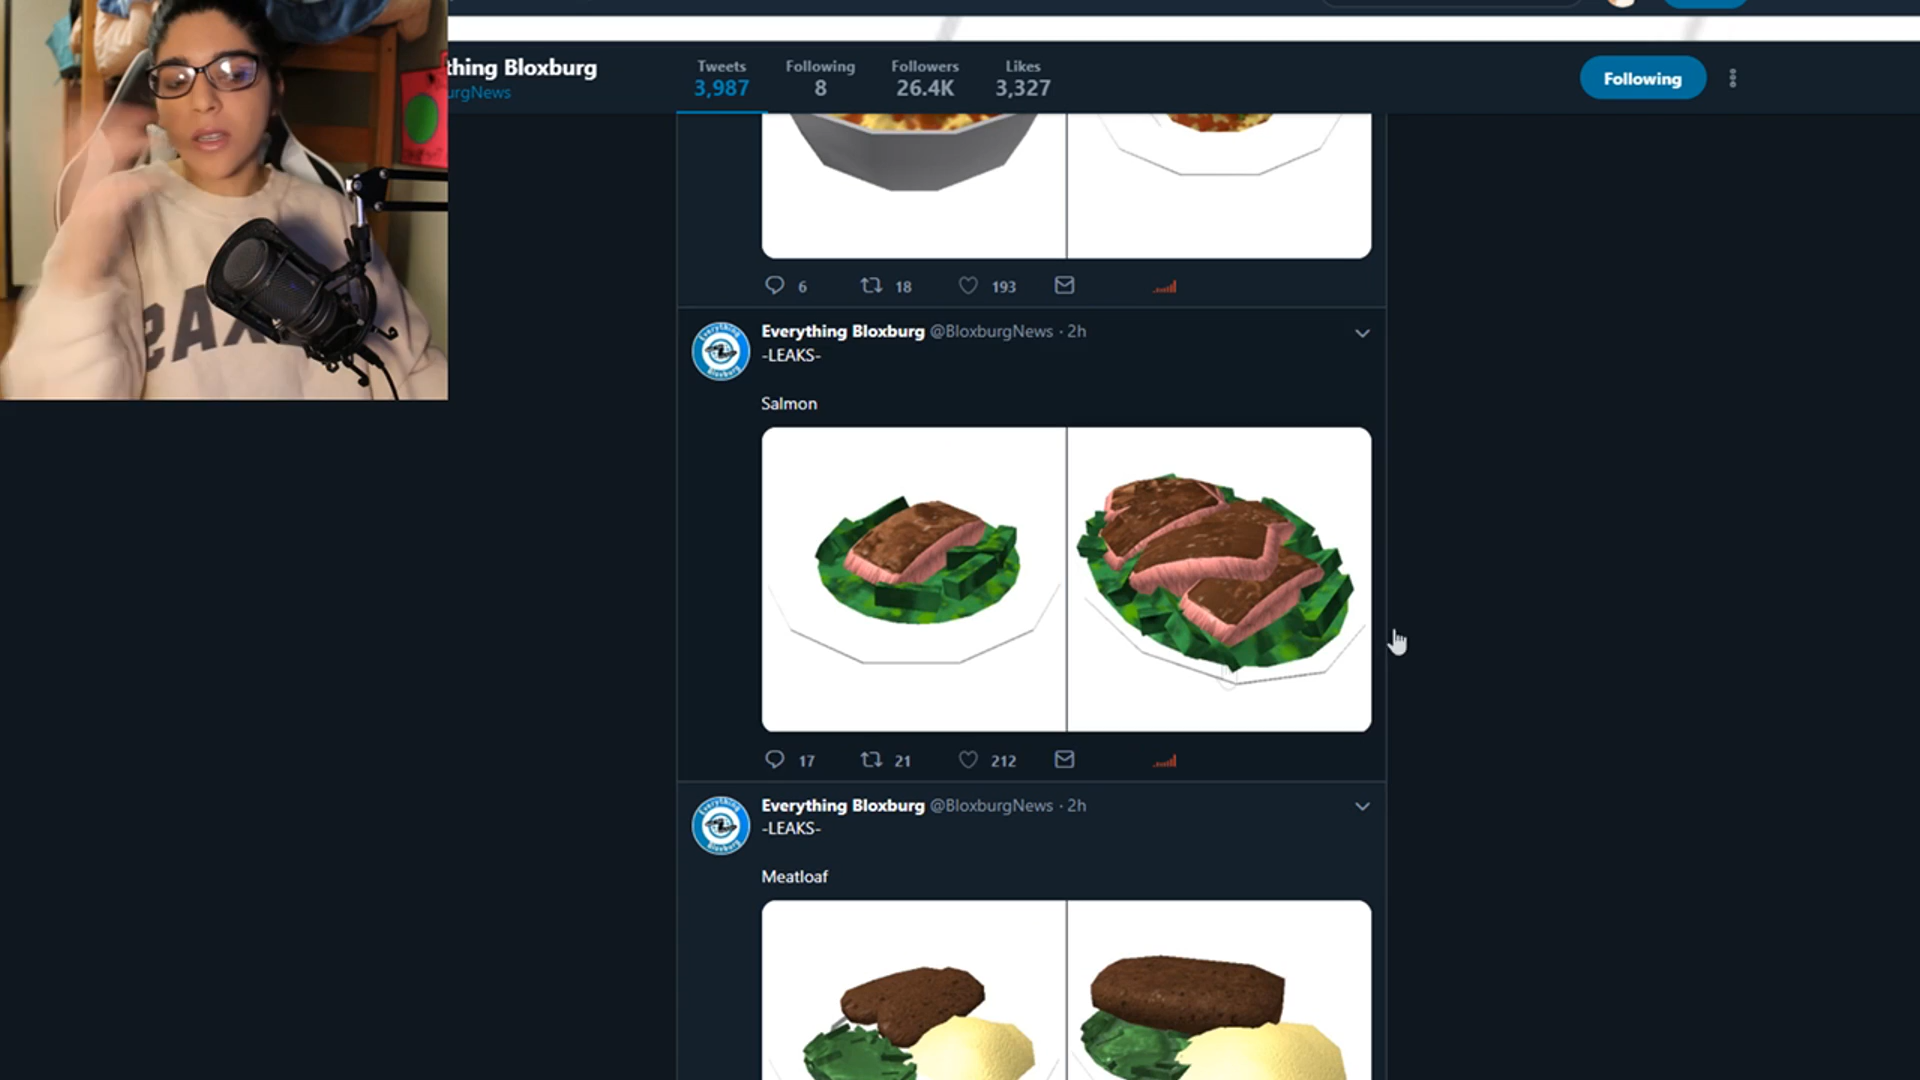 thing Bloxburg
urgNews
Tweets Following Followers Likes
3,987 8 26.4K 3,327
Following
6 18 193
Everything Bloxburg @BloxburgNews · 2h
-LEAKS-
Salmon
17 21 212
Everything Bloxburg @BloxburgNews · 2h
-LEAKS-
Meatloaf